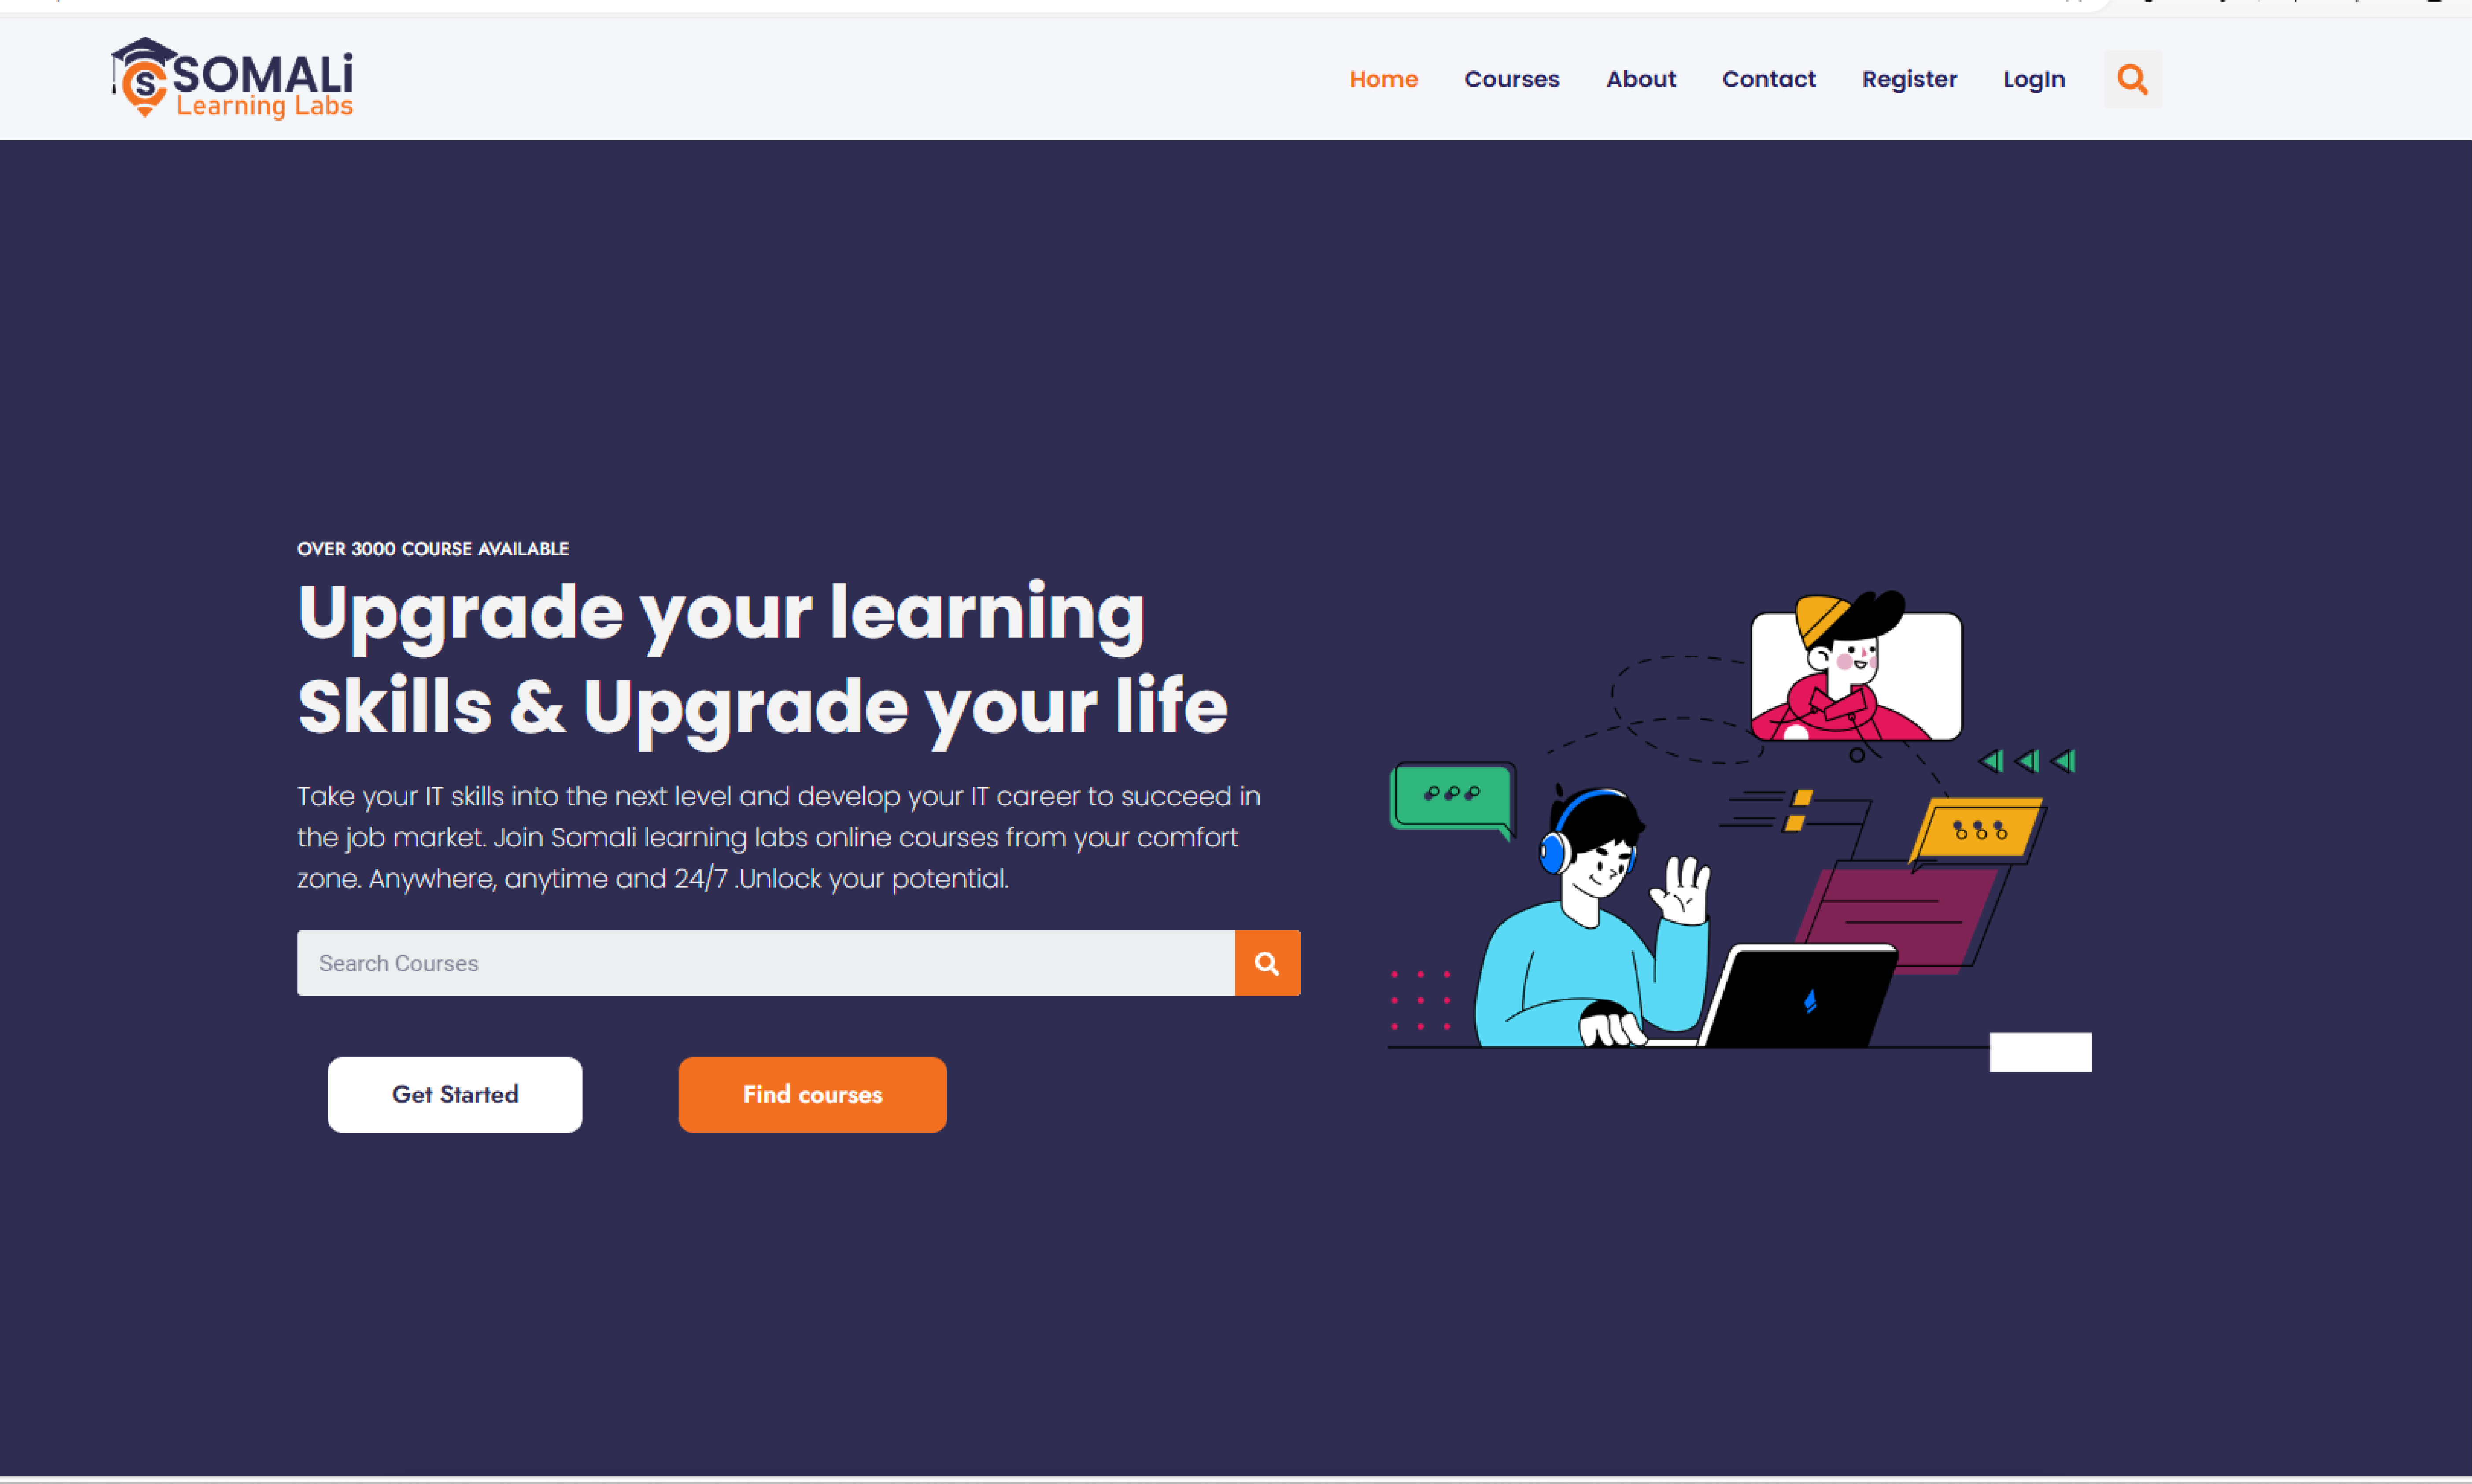 SOMALi
Learning Labs
Home Courses About Contact Register LogIn
OVER 3000 COURSE AVAILABLE
Upgrade your learning
Skills & Upgrade your life
Take your IT skills into the next level and develop your IT career to succeed in
the job market. Join Somali learning labs online courses from your comfort
zone. Anywhere, anytime and 24/7 .Unlock your potential.
Search Courses
Get Started
Find courses